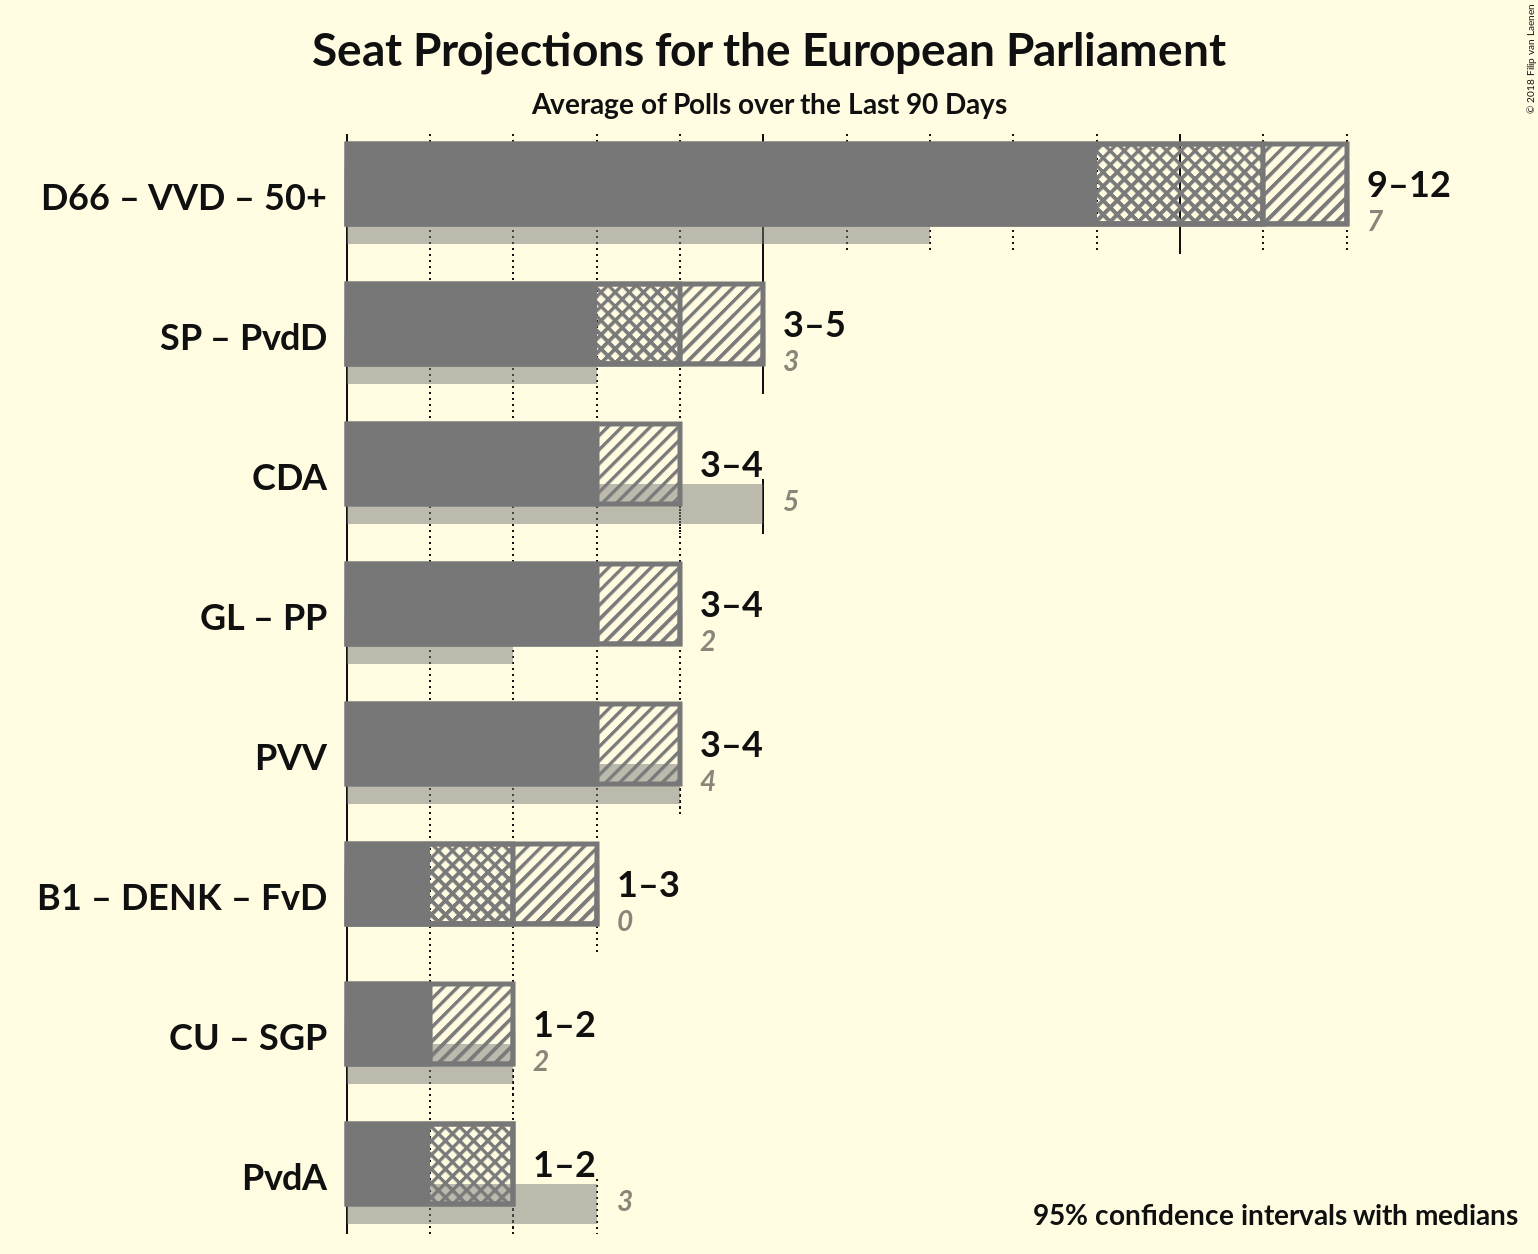 Seat Projections for the European Parliament
Average of Polls over the Last 90 Days
© 2018 Filip van Laenen
D66 – VVD – 50+
9–12
7
SP – PvdD
3–5
3
CDA
3–4
5
GL – PP
3–4
2
PVV
3–4
4
B1 – DENK – FvD
1–3
0
CU – SGP
1–2
2
PvdA
1–2
3
95% confidence intervals with medians